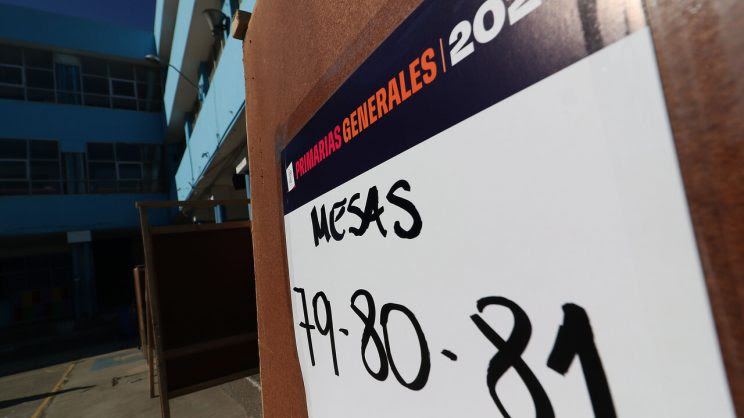 PRIMARIAS GENERALES | 202
MESAS
79-80-81